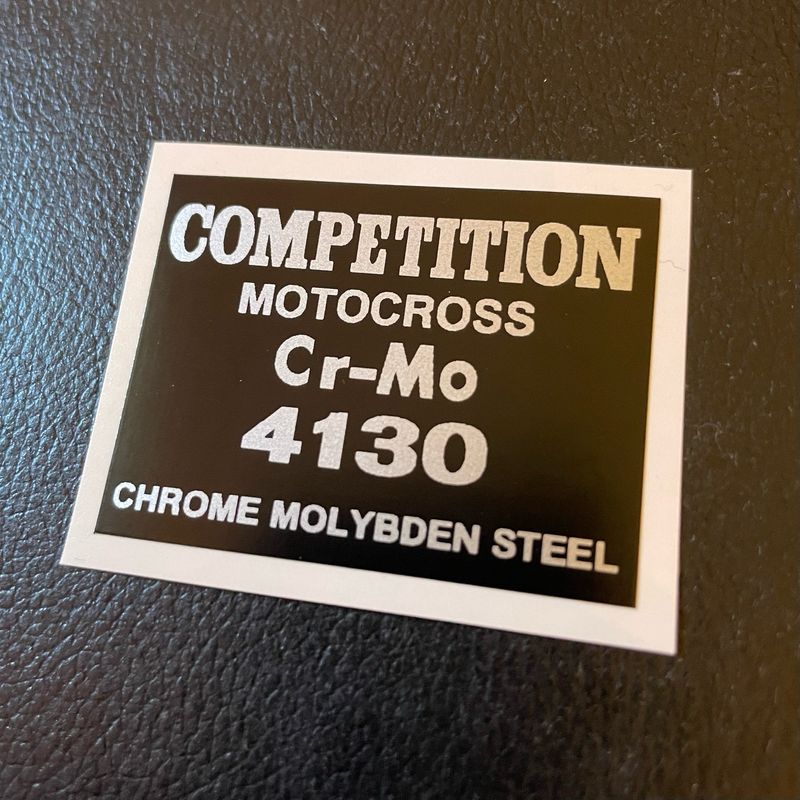 COMPETITION
MOTOCROSS
Cr-Mo
4130
CHROME MOLYBDEN STEEL